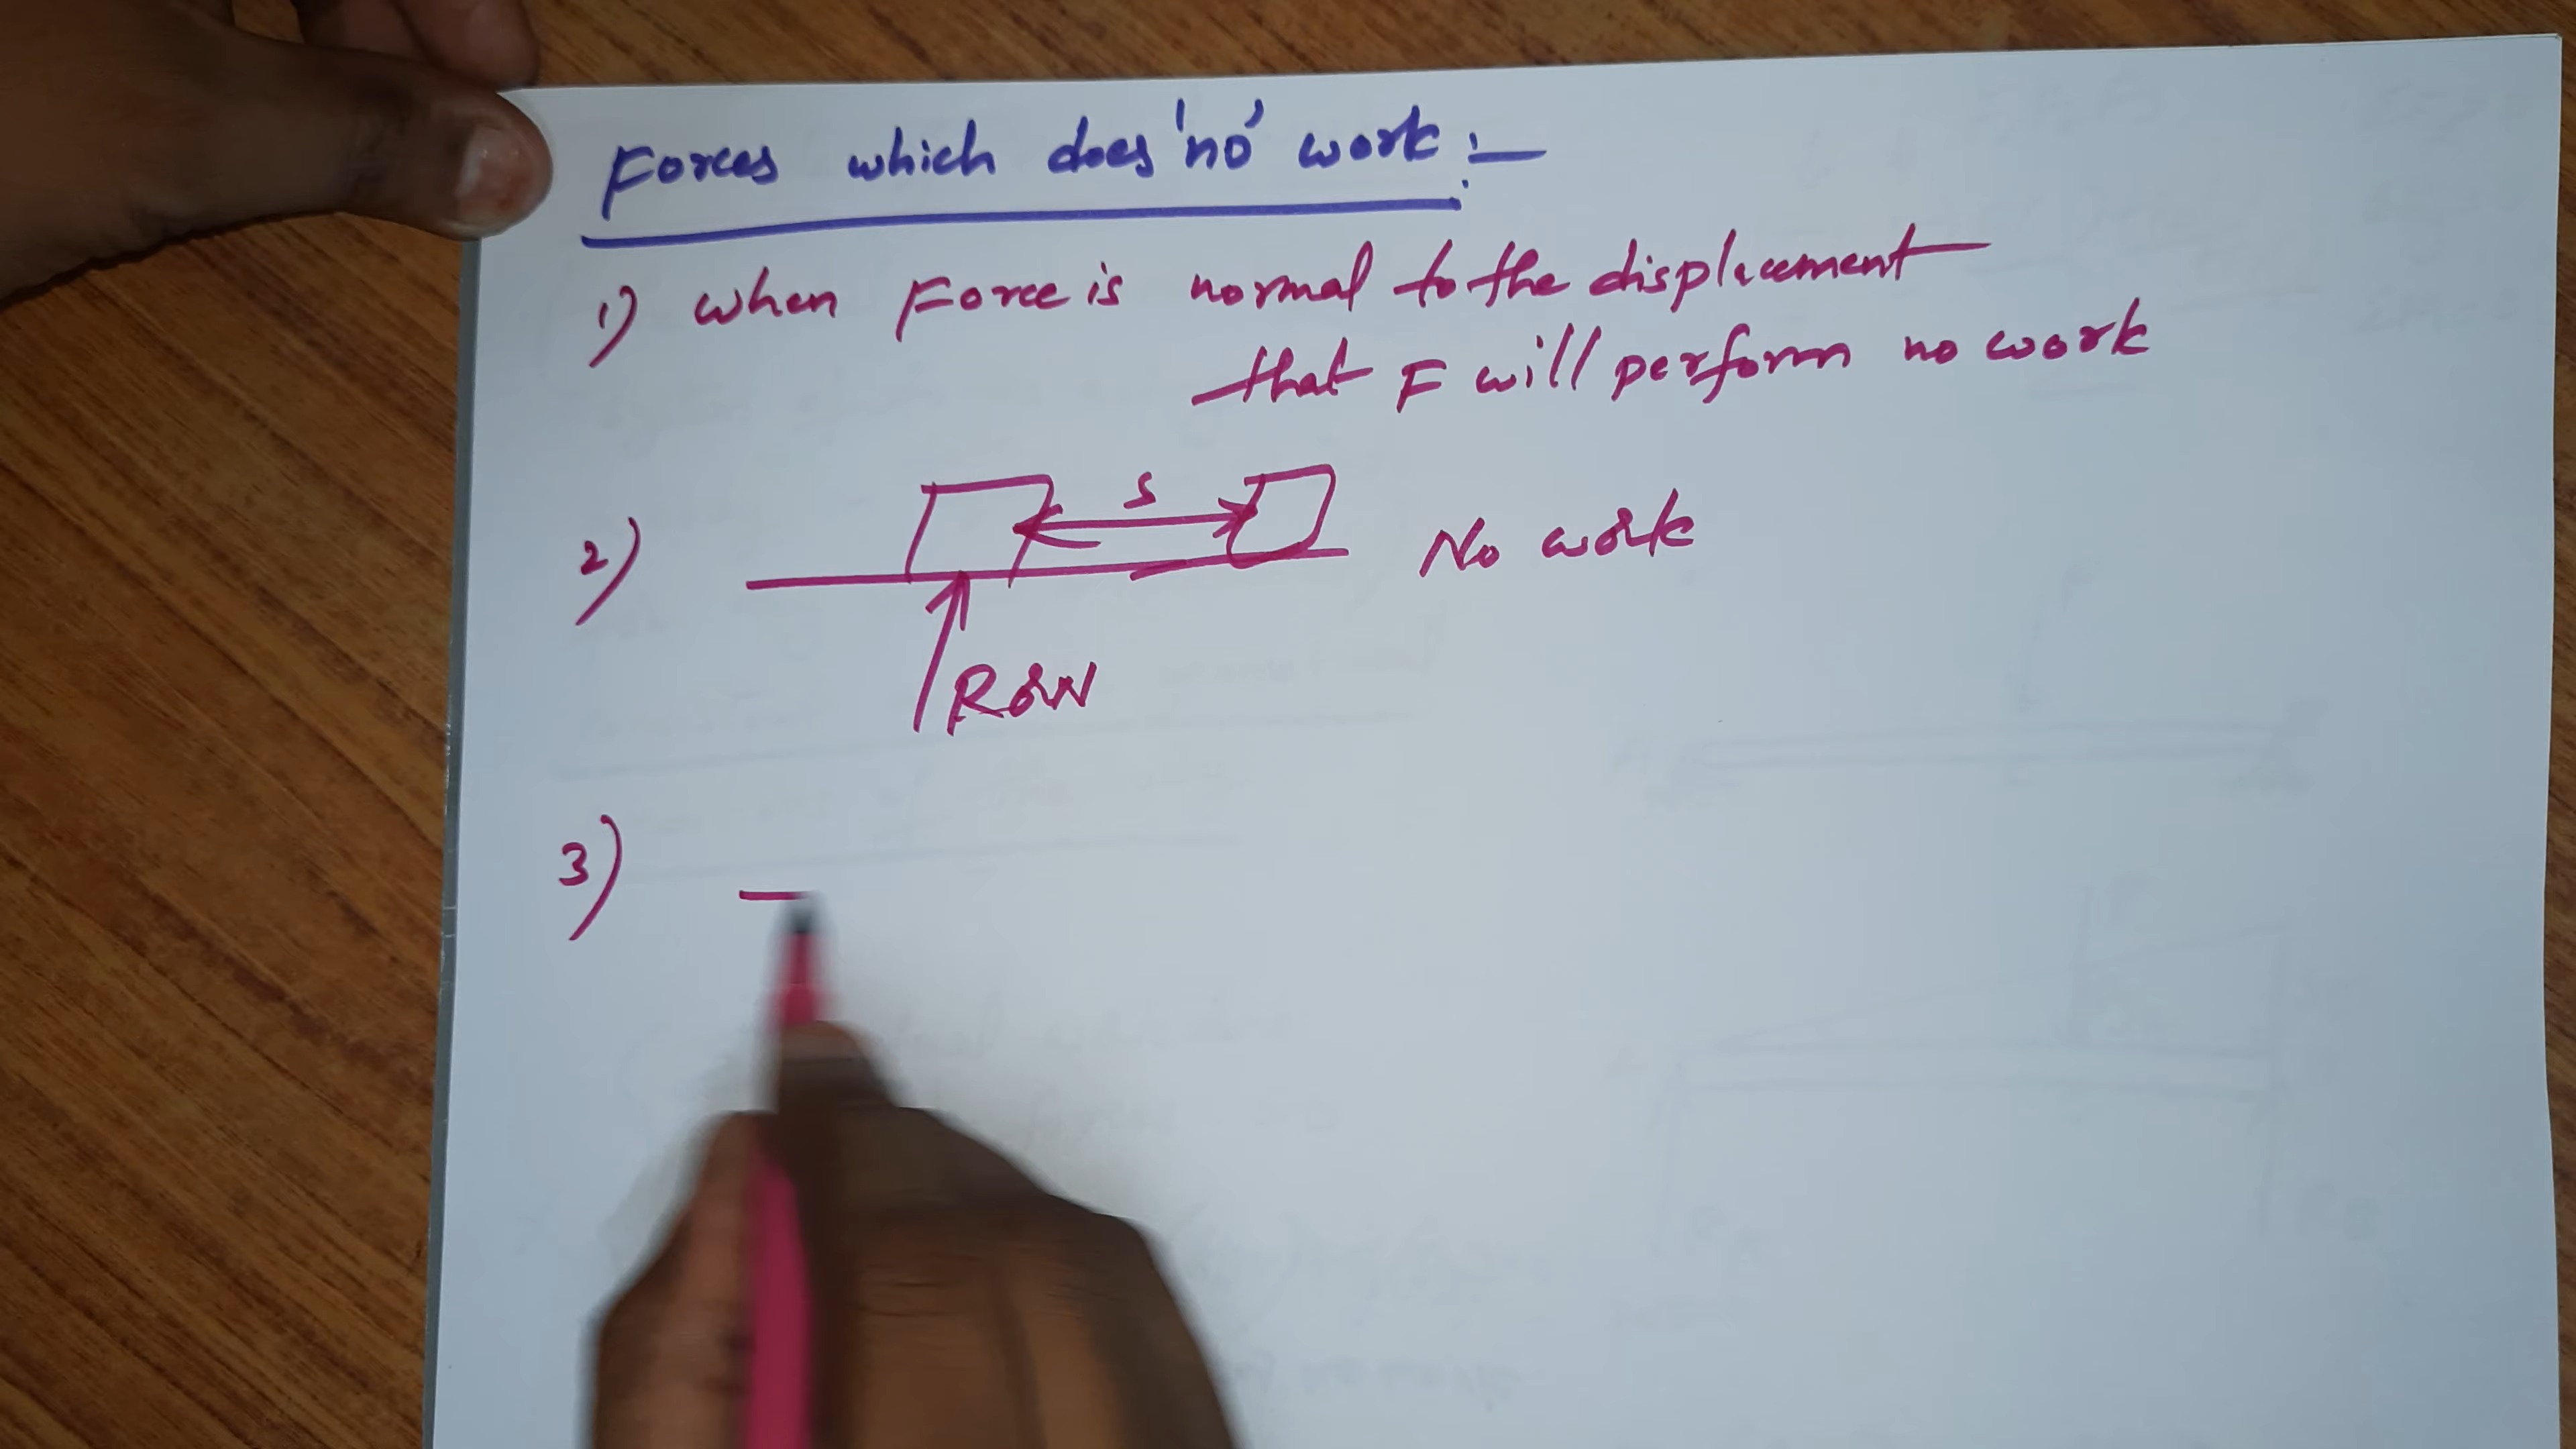 Forces which does 'no' work :-
1) when Force is normal to the displacement
that F will perform no work
2) S No work
R or N
3)